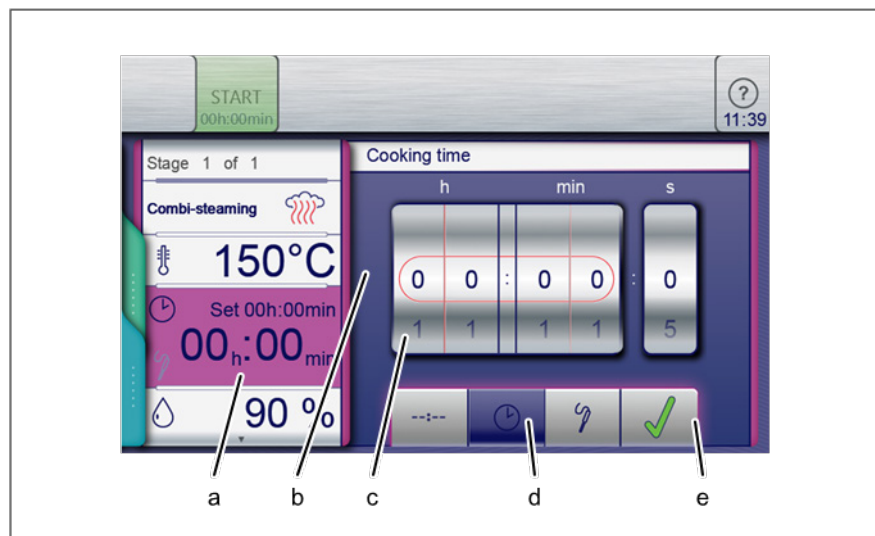 START
00h:00min
?
11:39
Stage 1 of 1
Cooking time
h min s
Combi-steaming
150°C
0 0 : 0 0 : 0
Set 00h:00min
1 1 1 1 5
00h:00min
90 %
--:--
a b c d e